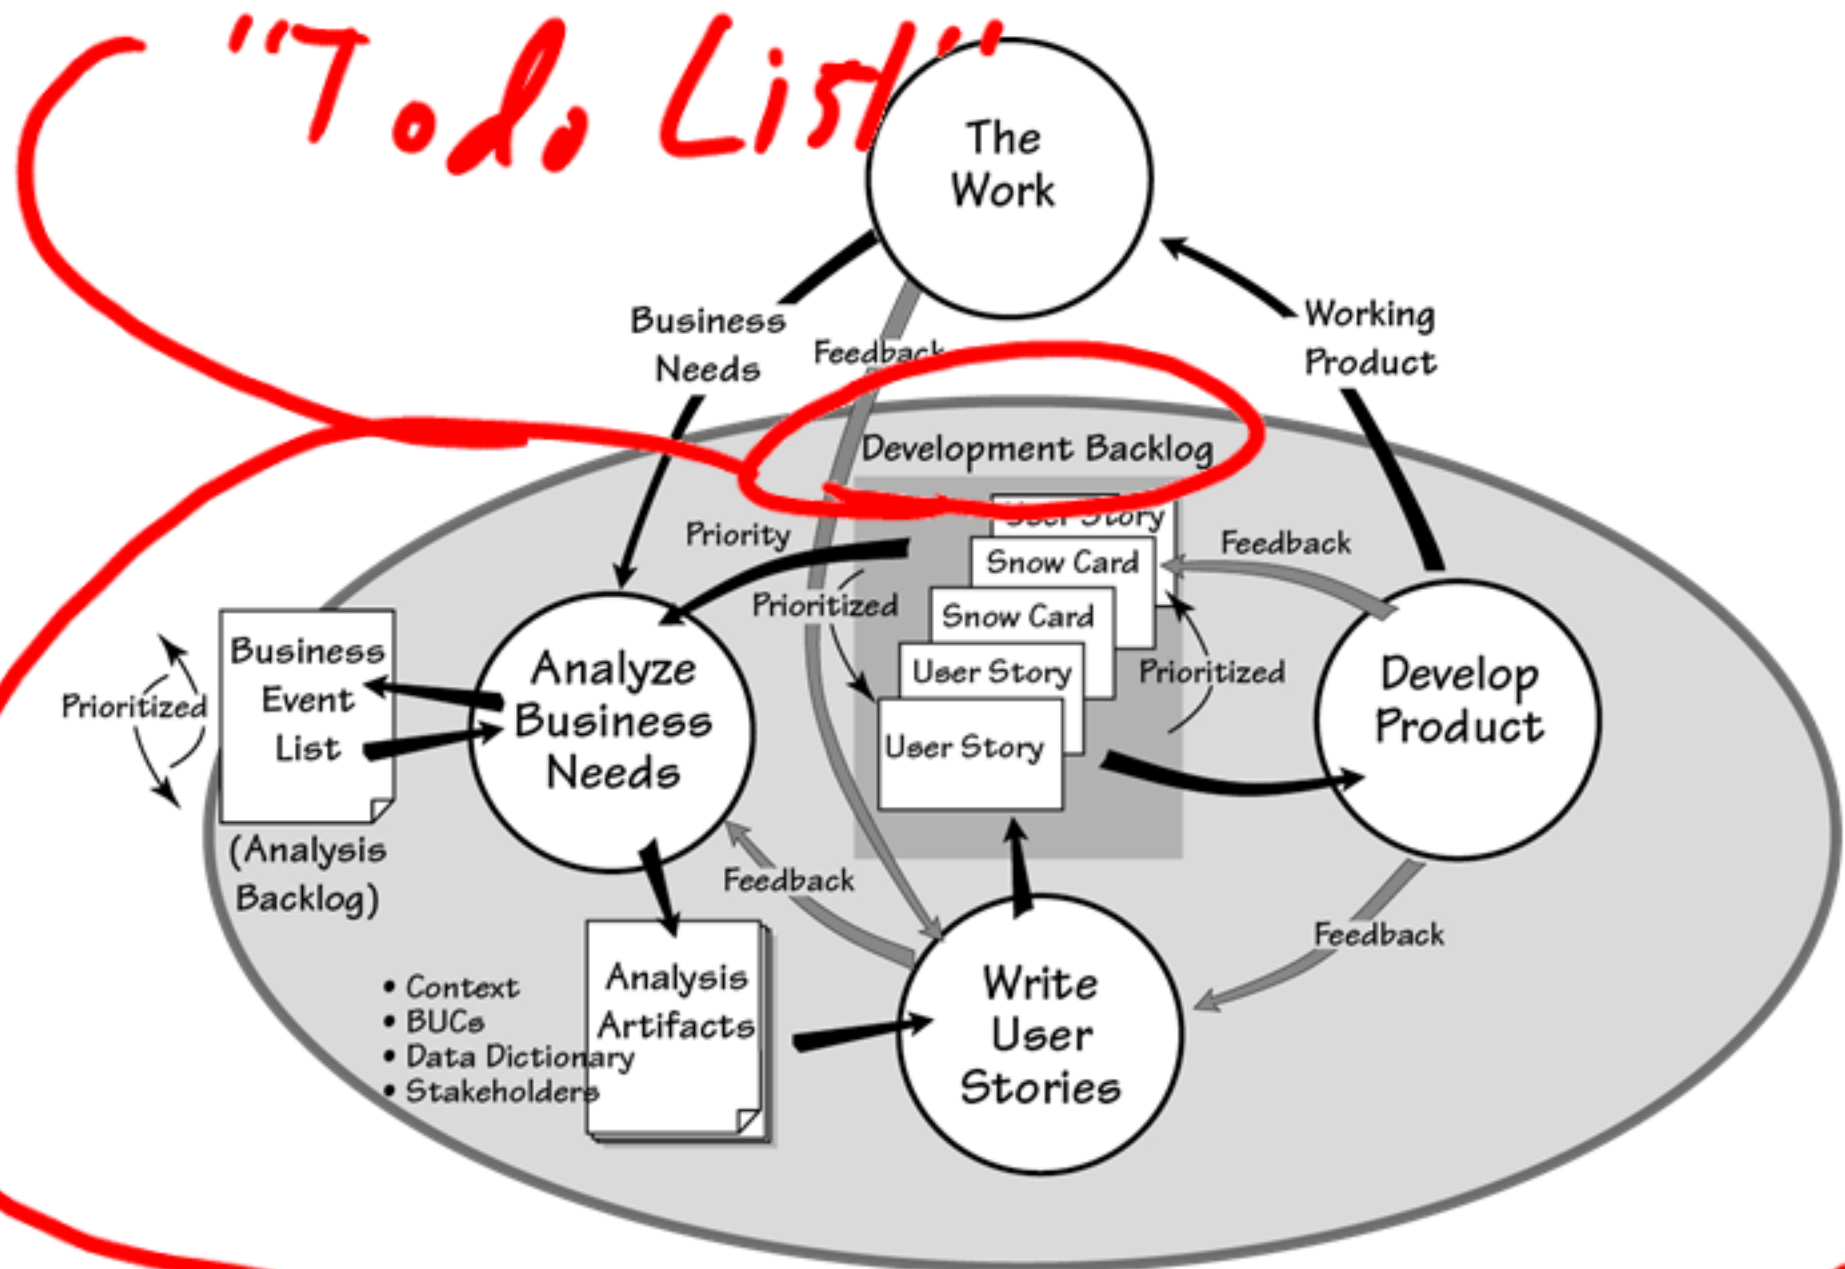 "Todo List"
The
Work
Business
Needs
Feedback
Working
Product
Development Backlog
Priority
User Story
Feedback
Snow Card
Prioritized
Snow Card
Business
Event
List
Prioritized
Analyze
Business
Needs
User Story
Prioritized
Develop
Product
User Story
(Analysis
Backlog)
Feedback
Feedback
• Context
• BUCs
• Data Dictionary
• Stakeholders
Analysis
Artifacts
Write
User
Stories